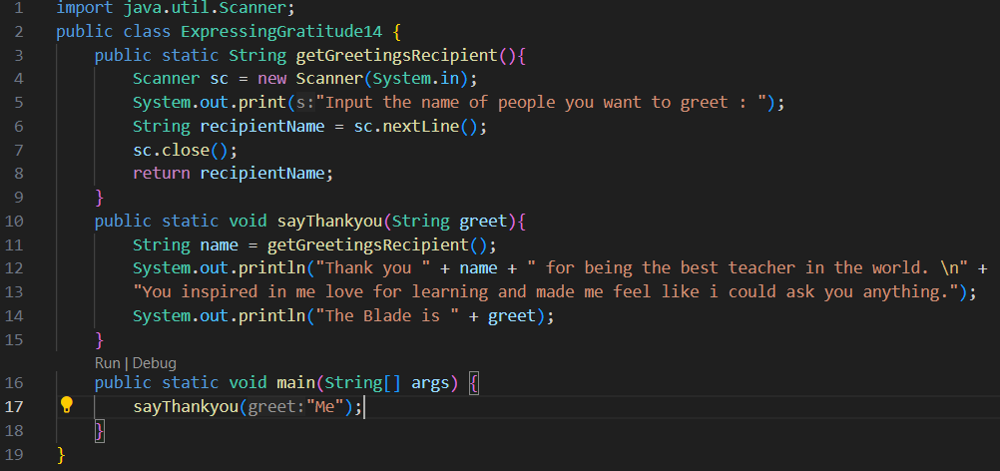 1 import java.util.Scanner;
2 public class ExpressingGratitude14 {
3 public static String getGreetingsRecipient(){
4 Scanner sc = new Scanner(System.in);
5 System.out.print(s:"Input the name of people you want to greet : ");
6 String recipientName = sc.nextLine();
7 sc.close();
8 return recipientName;
9 }
10 public static void sayThankyou(String greet){
11 String name = getGreetingsRecipient();
12 System.out.println("Thank you " + name + " for being the best teacher in the world. \n" +
13 "You inspired in me love for learning and made me feel like i could ask you anything.");
14 System.out.println("The Blade is " + greet);
15 }
Run | Debug
16 public static void main(String[] args) {
17 sayThankyou(greet:"Me");
18 }
19 }